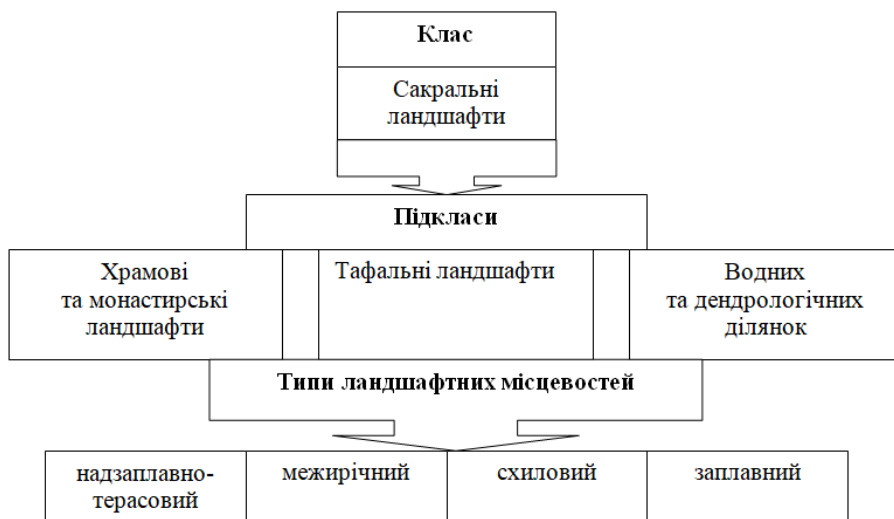 Клас
Сакральні
ландшафти
Підкласи
Храмові
та монастирські
ландшафти
Тафальні ландшафти
Водних
та дендрологічних
ділянок
Типи ландшафтних місцевостей
надзаплавно-
терасовий
межирічний
схиловий
заплавний